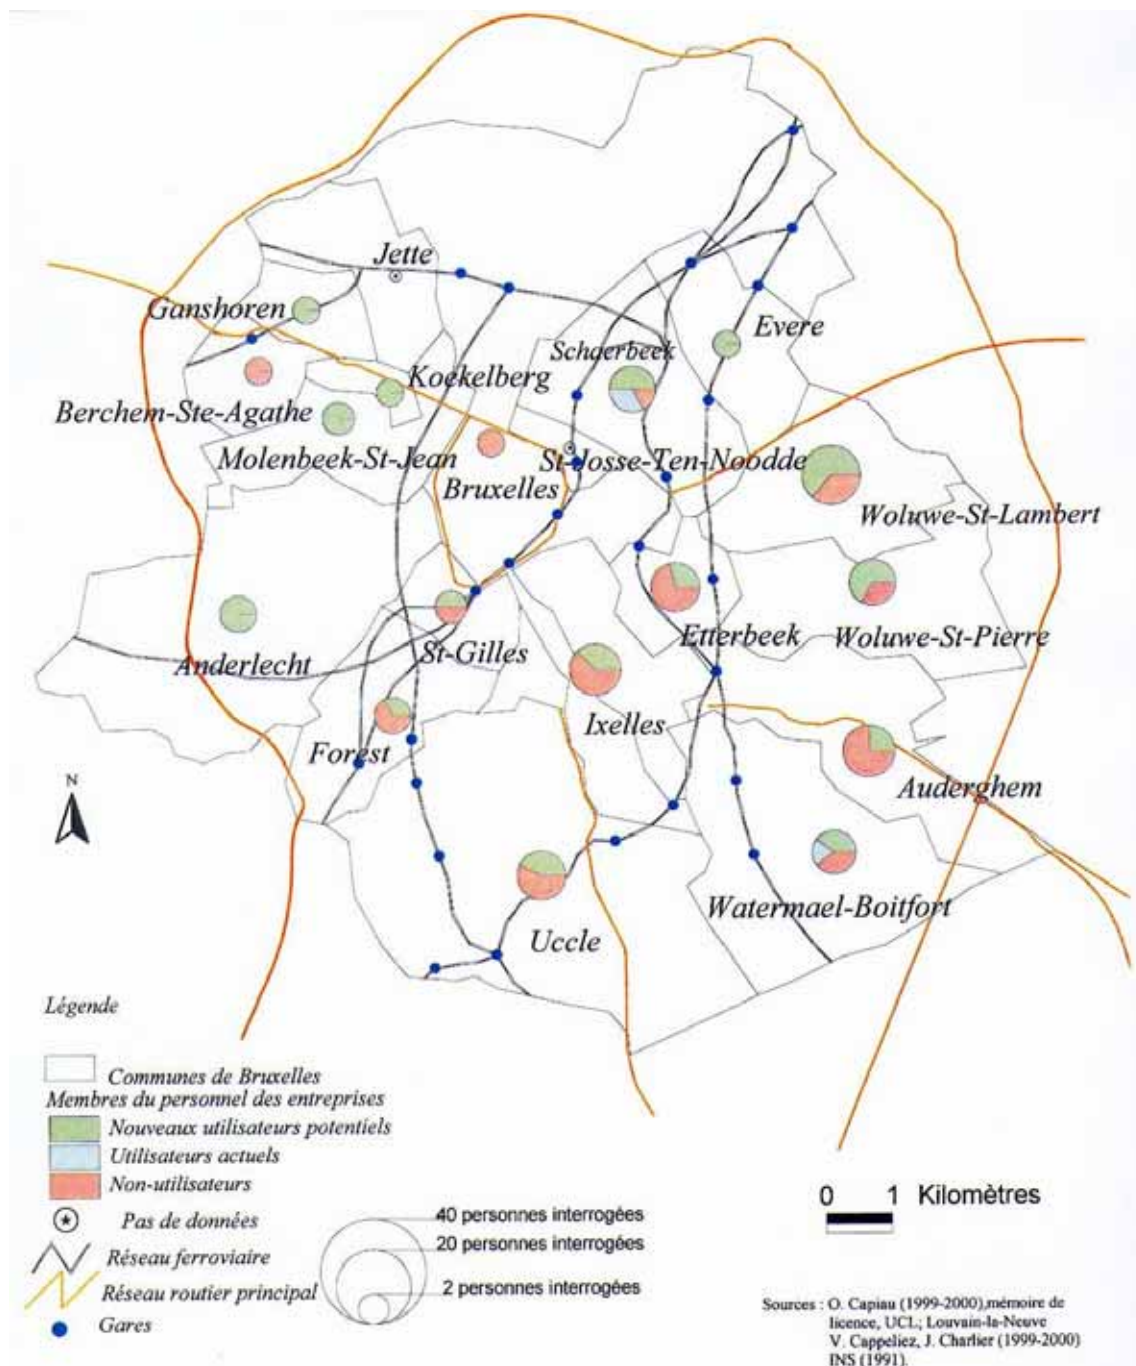 Jette
Ganshoren
Evere
Schaerbeek
Koekelberg
Berchem-Ste-Agathe
Molenbeek-St-Jean
St-Josse-Ten-Noodde
Bruxelles
Woluwe-St-Lambert
Etterbeek
Woluwe-St-Pierre
St-Gilles
Anderlecht
Ixelles
Forest
N
Auderghem
Watermael-Boitfort
Uccle
Légende
Communes de Bruxelles
Membres du personnel des entreprises
Nouveaux utilisateurs potentiels
Utilisateurs actuels
Non-utilisateurs
Pas de données
Réseau ferroviaire
Réseau routier principal
Gares
40 personnes interrogées
20 personnes interrogées
2 personnes interrogées
0 1 Kilomètres
Sources : O. Capiau (1999-2000),mémoire de
licence, UCL; Louvain-la-Neuve
V. Cappeliez, J. Charlier (1999-2000)
INS (1991).